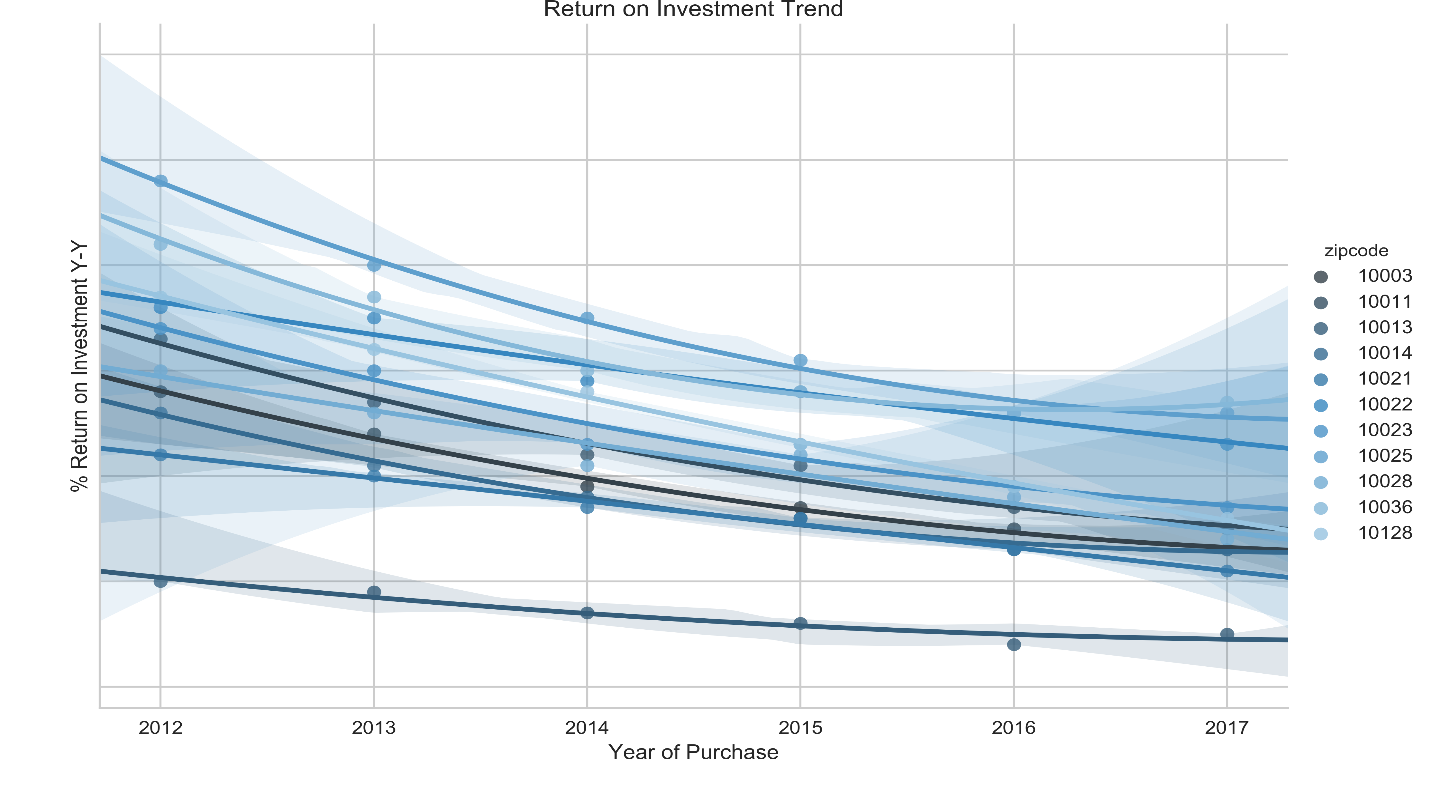 Return on Investment Trend
% Return on Investment Y-Y
zipcode
10003
10011
10013
10014
10021
10022
10023
10025
10028
10036
10128
2012 2013 2014 2015 2016 2017
Year of Purchase